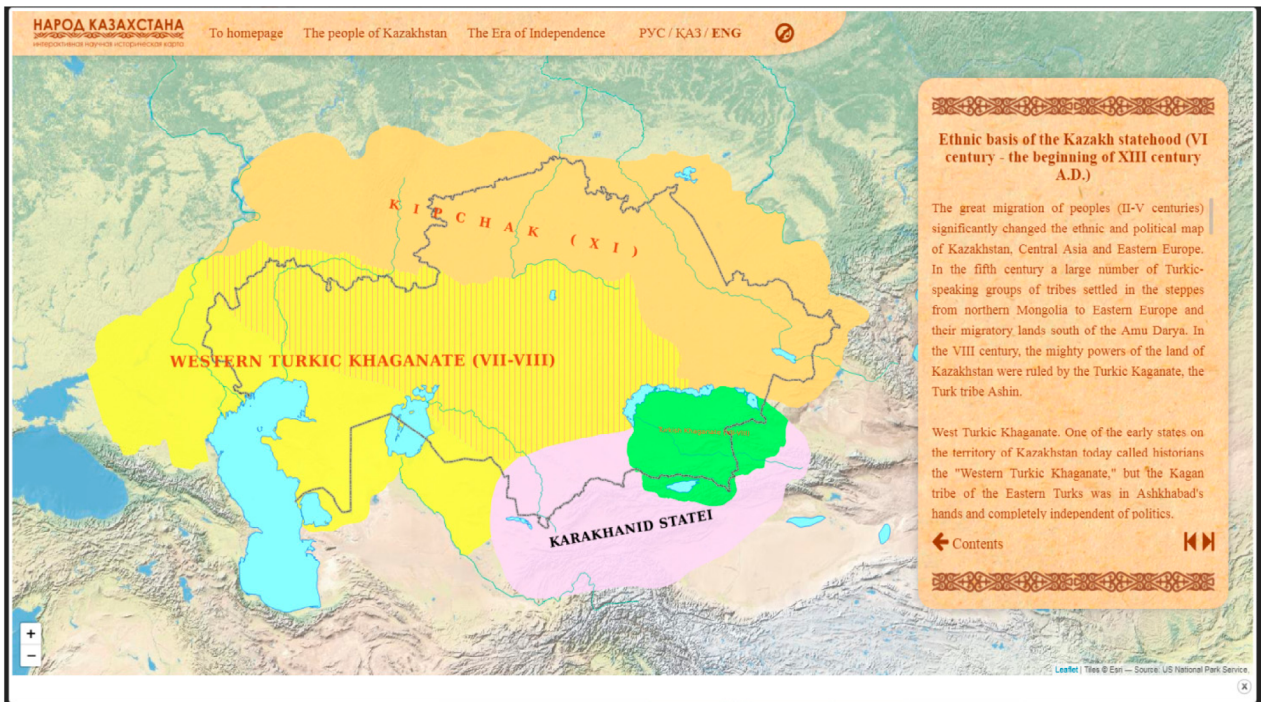 НАРОД КАЗАХСТАНА
интерактивная научная историческая карта
To homepage The people of Kazakhstan The Era of Independence РУС / ҚАЗ / ENG
K I P C H A K ( X I )
WESTERN TURKIC KHAGANATE (VII-VIII)
KARAKHANID STATEI
Ethnic basis of the Kazakh statehood (VI
century - the beginning of XIII century
A.D.)
The great migration of peoples (II-V centuries)
significantly changed the ethnic and political map
of Kazakhstan, Central Asia and Eastern Europe.
In the fifth century a large number of Turkic-
speaking groups of tribes settled in the steppes
from northern Mongolia to Eastern Europe and
their migratory lands south of the Amu Darya. In
the VIII century, the mighty powers of the land of
Kazakhstan were ruled by the Turkic Kaganate, the
Turk tribe Ashin.
West Turkic Khaganate. One of the early states on
the territory of Kazakhstan today called historians
the "Western Turkic Khaganate," but the Kagan
tribe of the Eastern Turks was in Ashkhabad's
hands and completely independent of politics.
Contents
+
−
Leaflet | Tiles © Esri — Source: US National Park Service.
x